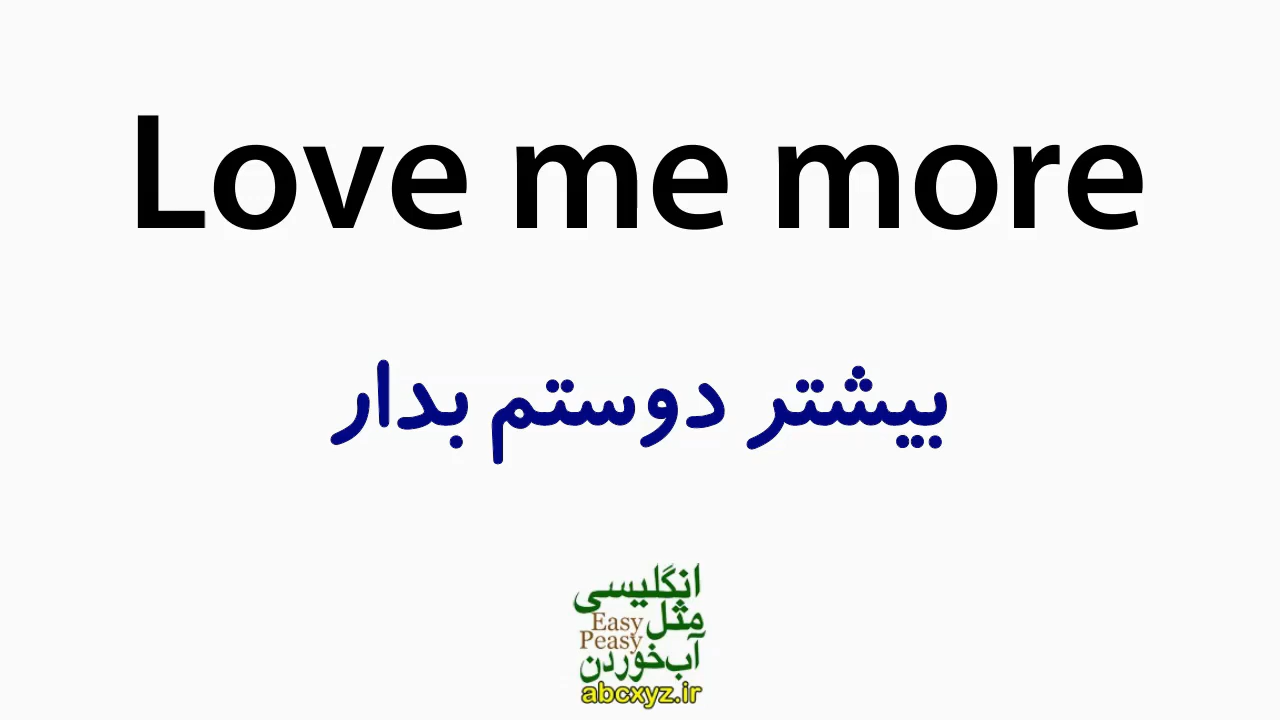 Love me more
بیشتر دوستم بدار
انگلیسی
مثل
Easy
Peasy
آب‌خوردن
abcxyz.ir